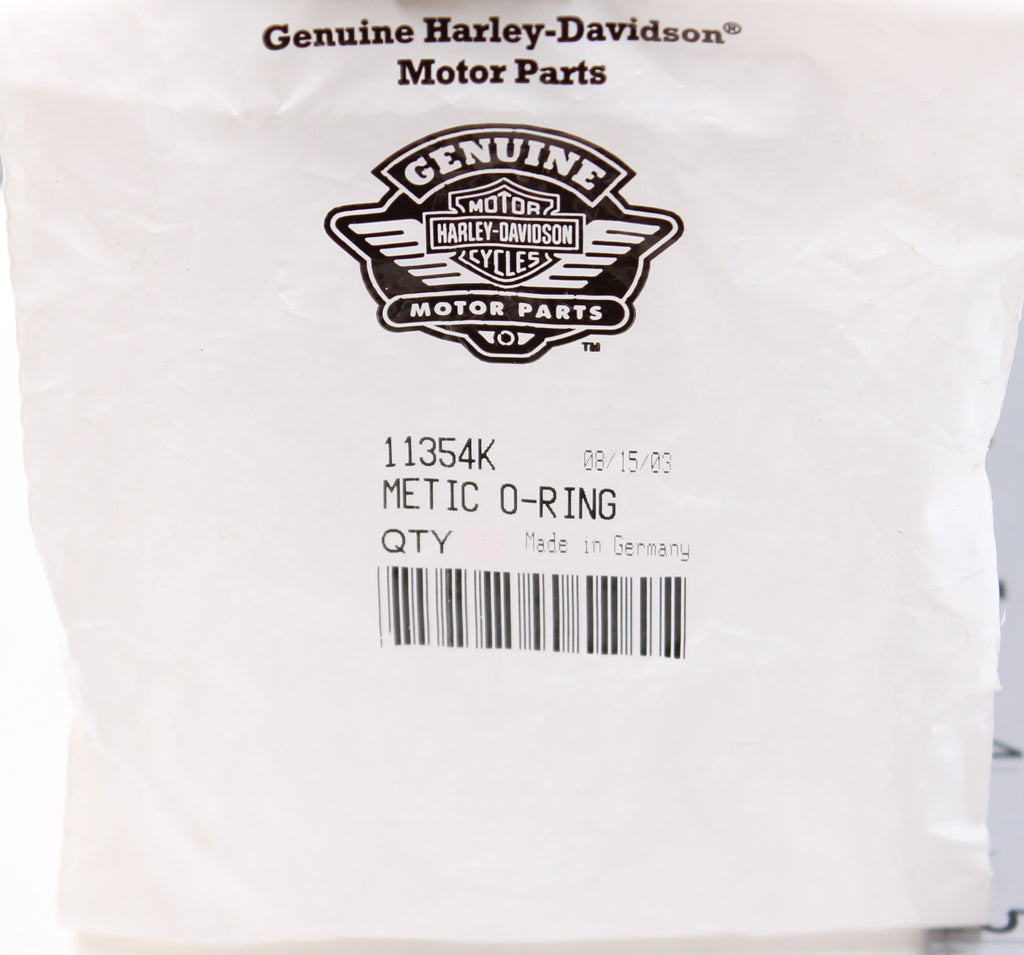 Genuine Harley-Davidson®
Motor Parts
GENUINE
MOTOR
HARLEY-DAVIDSON
CYCLES
MOTOR PARTS
TM
11354K 08/15/03
METIC O-RING
QTY Made in Germany
5